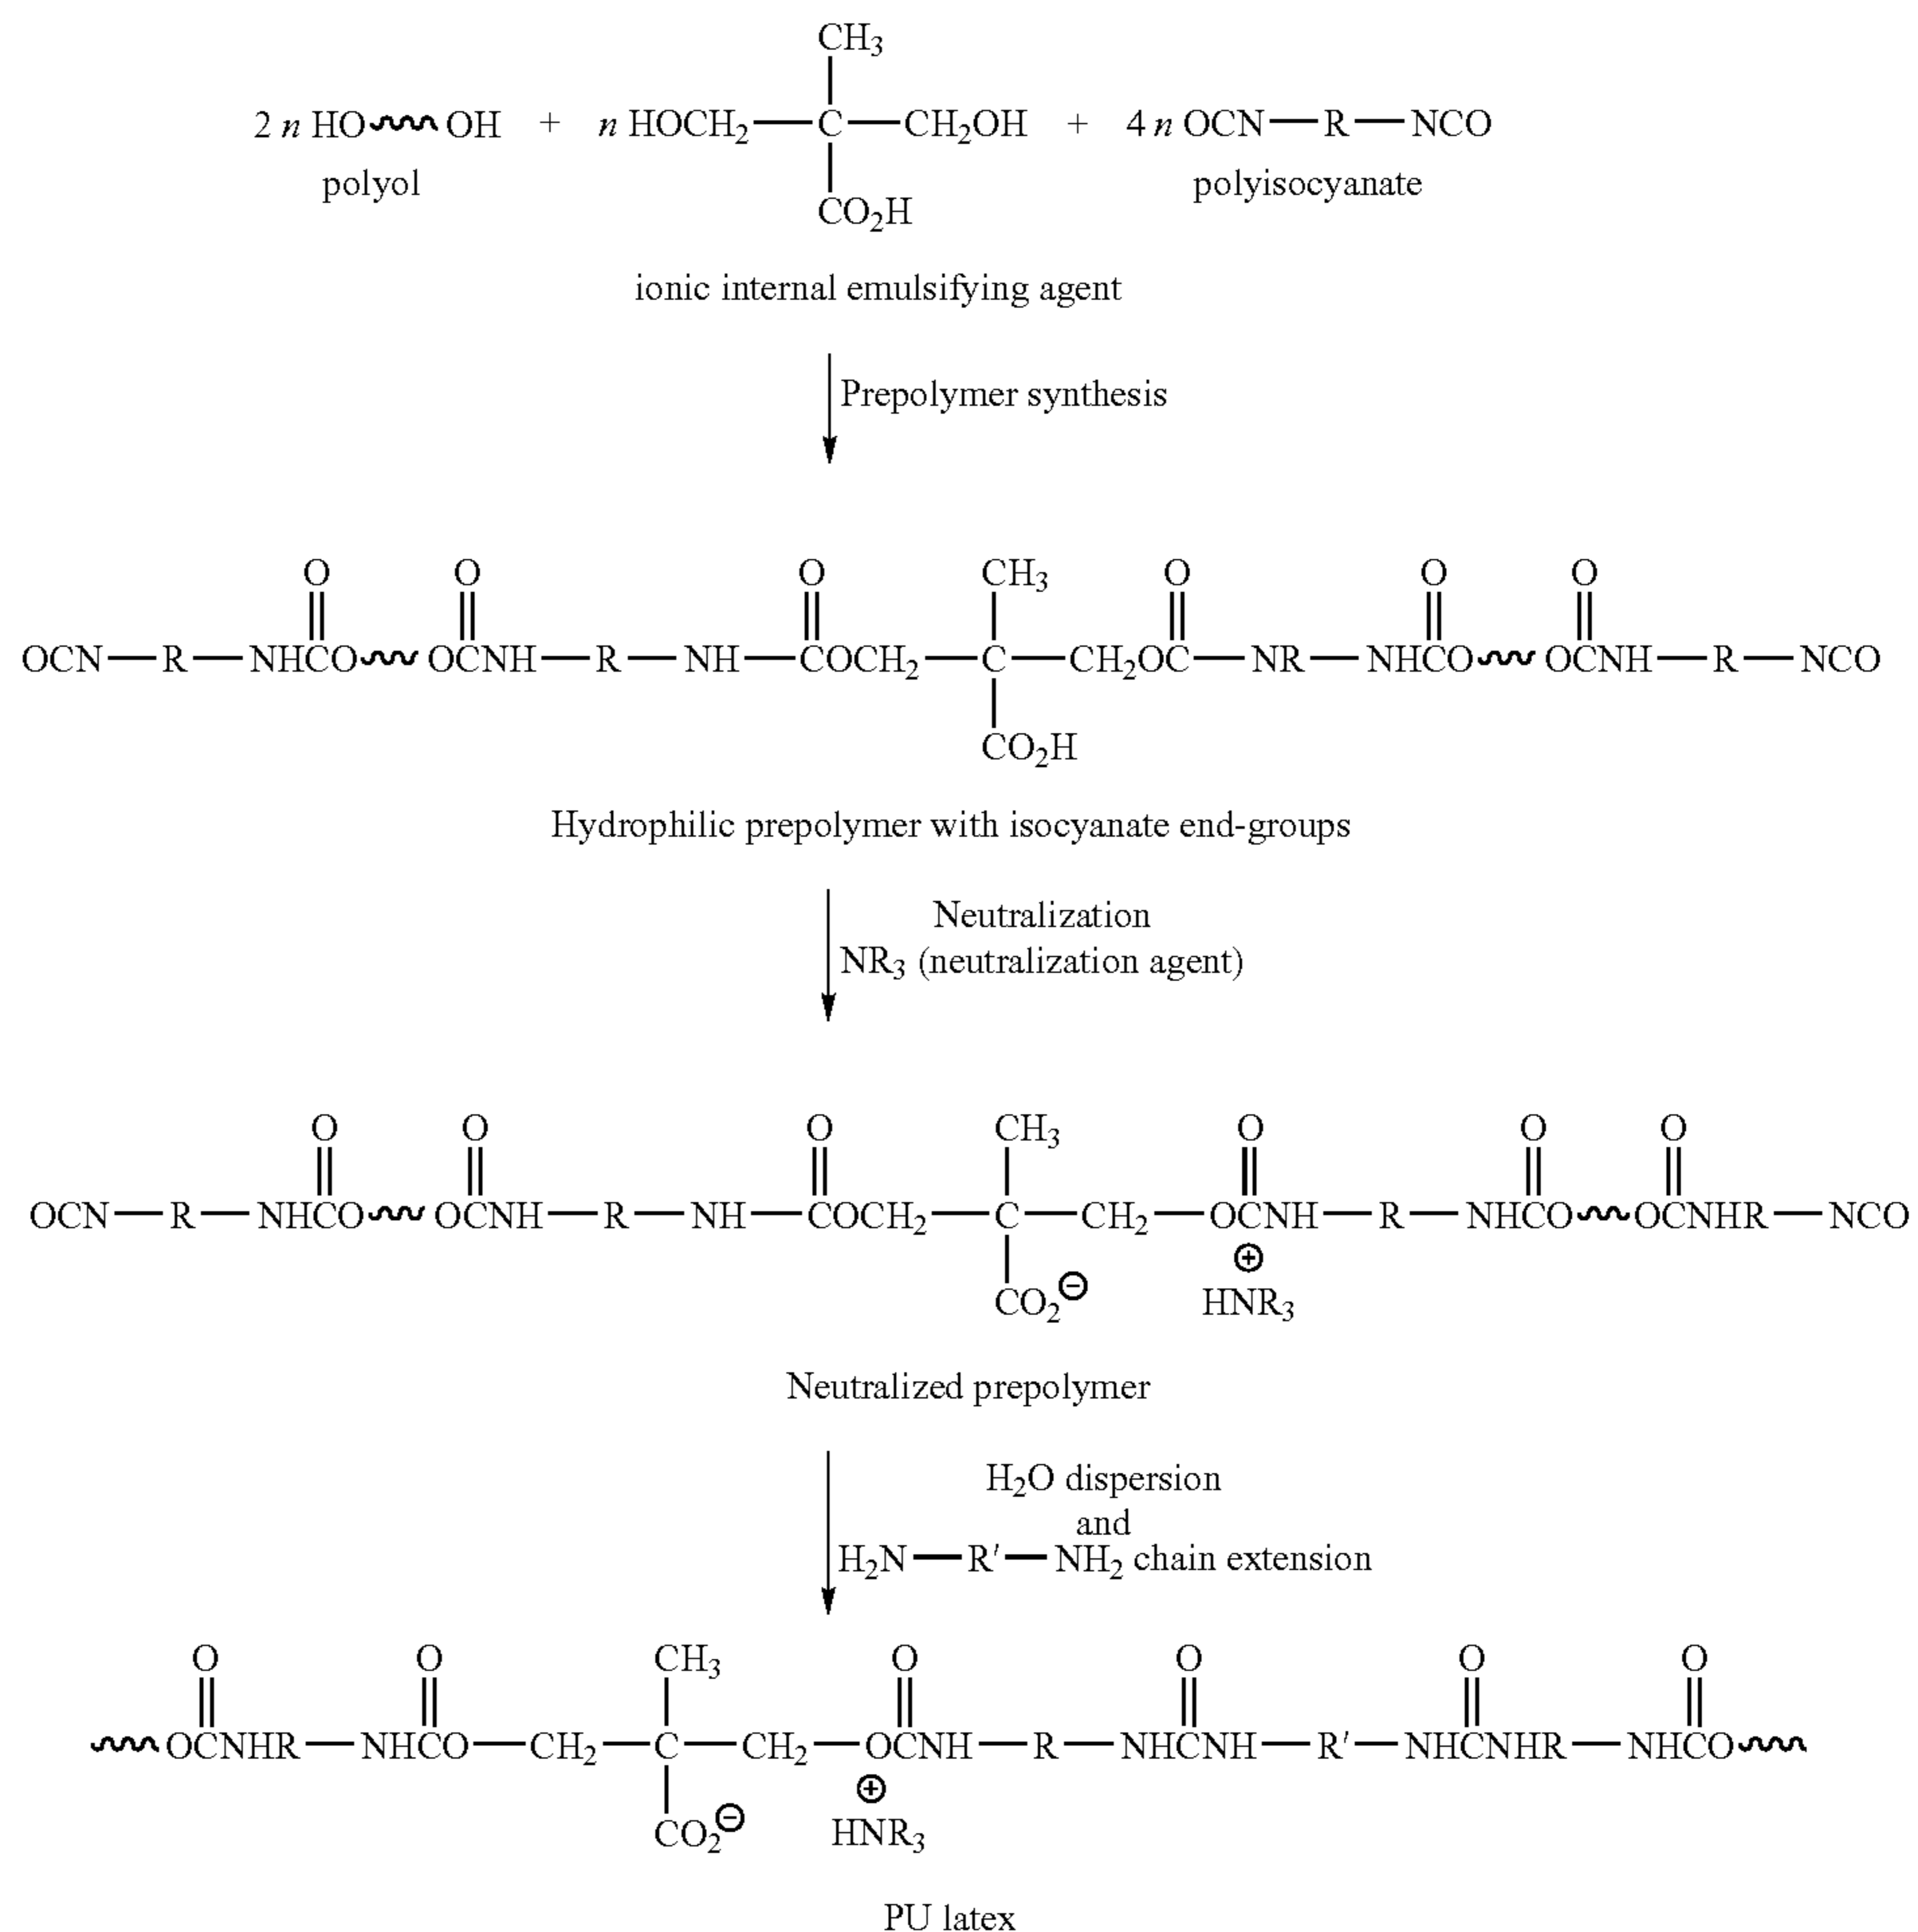 CH₃
2 n HO OH + n HOCH₂ — C — CH₂OH + 4 n OCN — R — NCO
polyol polyisocyanate
CO₂H
ionic internal emulsifying agent
Prepolymer synthesis
O O O CH₃ O O O
OCN — R — NHCO OCNH — R — NH — COCH₂ — C — CH₂OC — NR — NHCO OCNH — R — NCO
CO₂H
Hydrophilic prepolymer with isocyanate end-groups
Neutralization
NR₃ (neutralization agent)
O O O CH₃ O O O
OCN — R — NHCO OCNH — R — NH — COCH₂ — C — CH₂ — OCNH — R — NHCO OCNHR — NCO
⊕
CO₂⊖ HNR₃
Neutralized prepolymer
H₂O dispersion
and
H₂N — R′ — NH₂ chain extension
O O CH₃ O O O O
OCNHR — NHCO — CH₂ — C — CH₂ — OCNH — R — NHCNH — R′ — NHCNHR — NHCO
⊕
CO₂⊖ HNR₃
PU latex